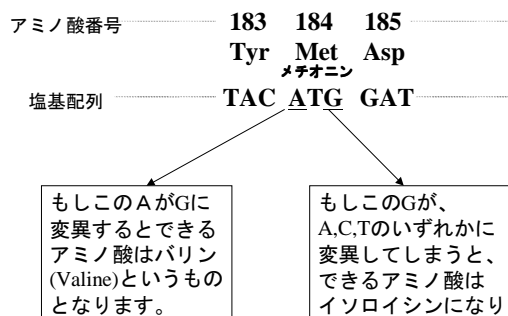 アミノ酸番号 183 184 185
Tyr Met Asp
メチオニン
塩基配列 TAC ATG GAT
もしこのAがGに
変異するとできる
アミノ酸はバリン
(Valine)というもの
となります。
もしこのGが、
A,C,Tのいずれかに
変異してしまうと、
できるアミノ酸は
イソロイシンになり